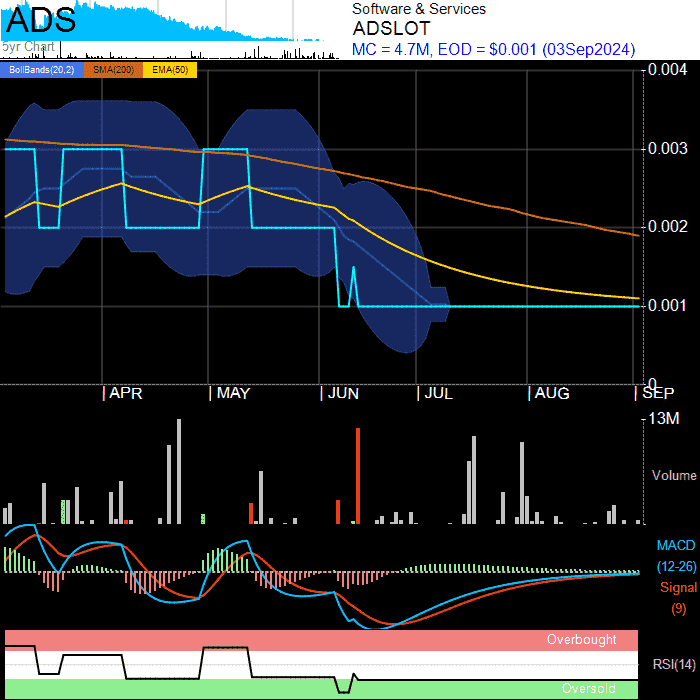 ADS
5yr Chart
Software & Services
ADSLOT
MC = 4.7M, EOD = $0.001 (03Sep2024)
BollBands(20,2) SMA(200) EMA(50)
0.004
0.003
0.002
0.001
0
APR MAY JUN JUL AUG SEP
13M
Volume
MACD
(12-26)
Signal
(9)
Overbought
RSI(14)
Oversold